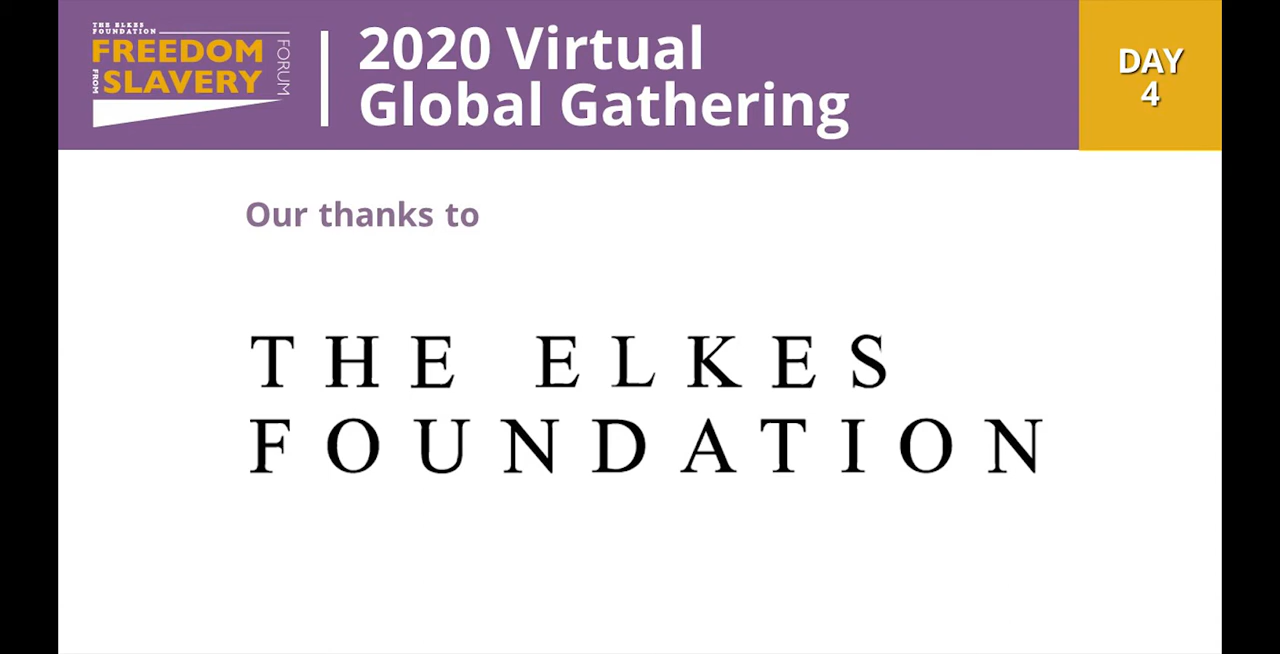 THE ELKES
FOUNDATION
FREEDOM
FROM
SLAVERY
FORUM
2020 Virtual
Global Gathering
DAY
4
Our thanks to
THE ELKES
FOUNDATION